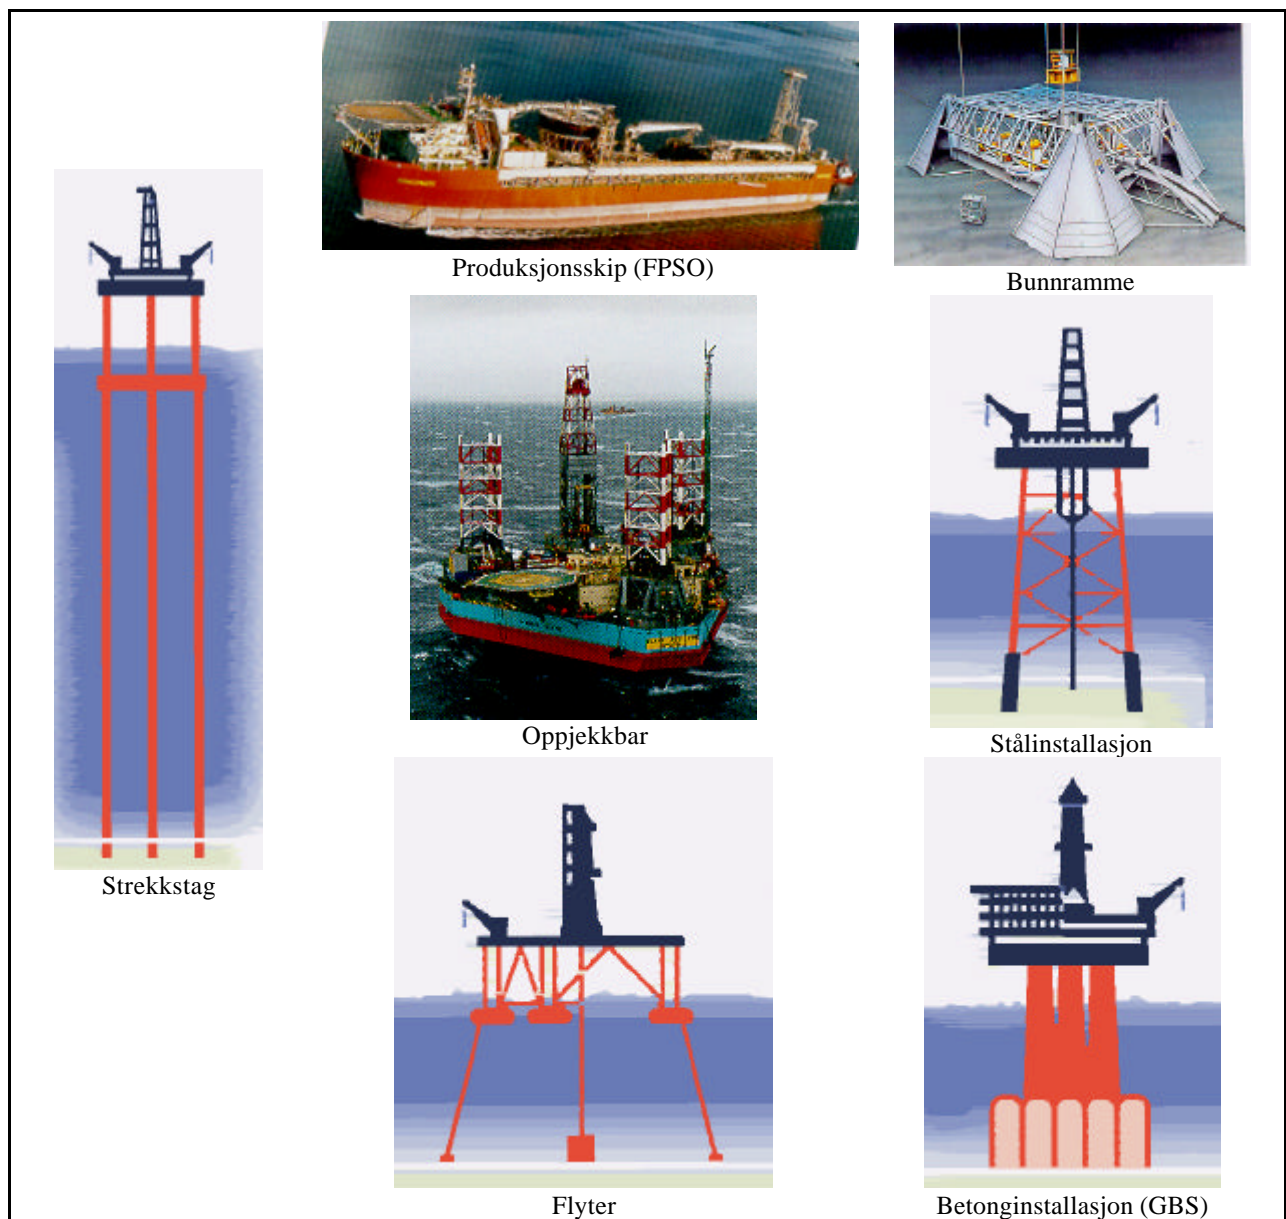 Produksjonsskip (FPSO)
Bunnramme
Strekkstag
Oppjekkbar
Stålinstallasjon
Flyter
Betonginstallasjon (GBS)